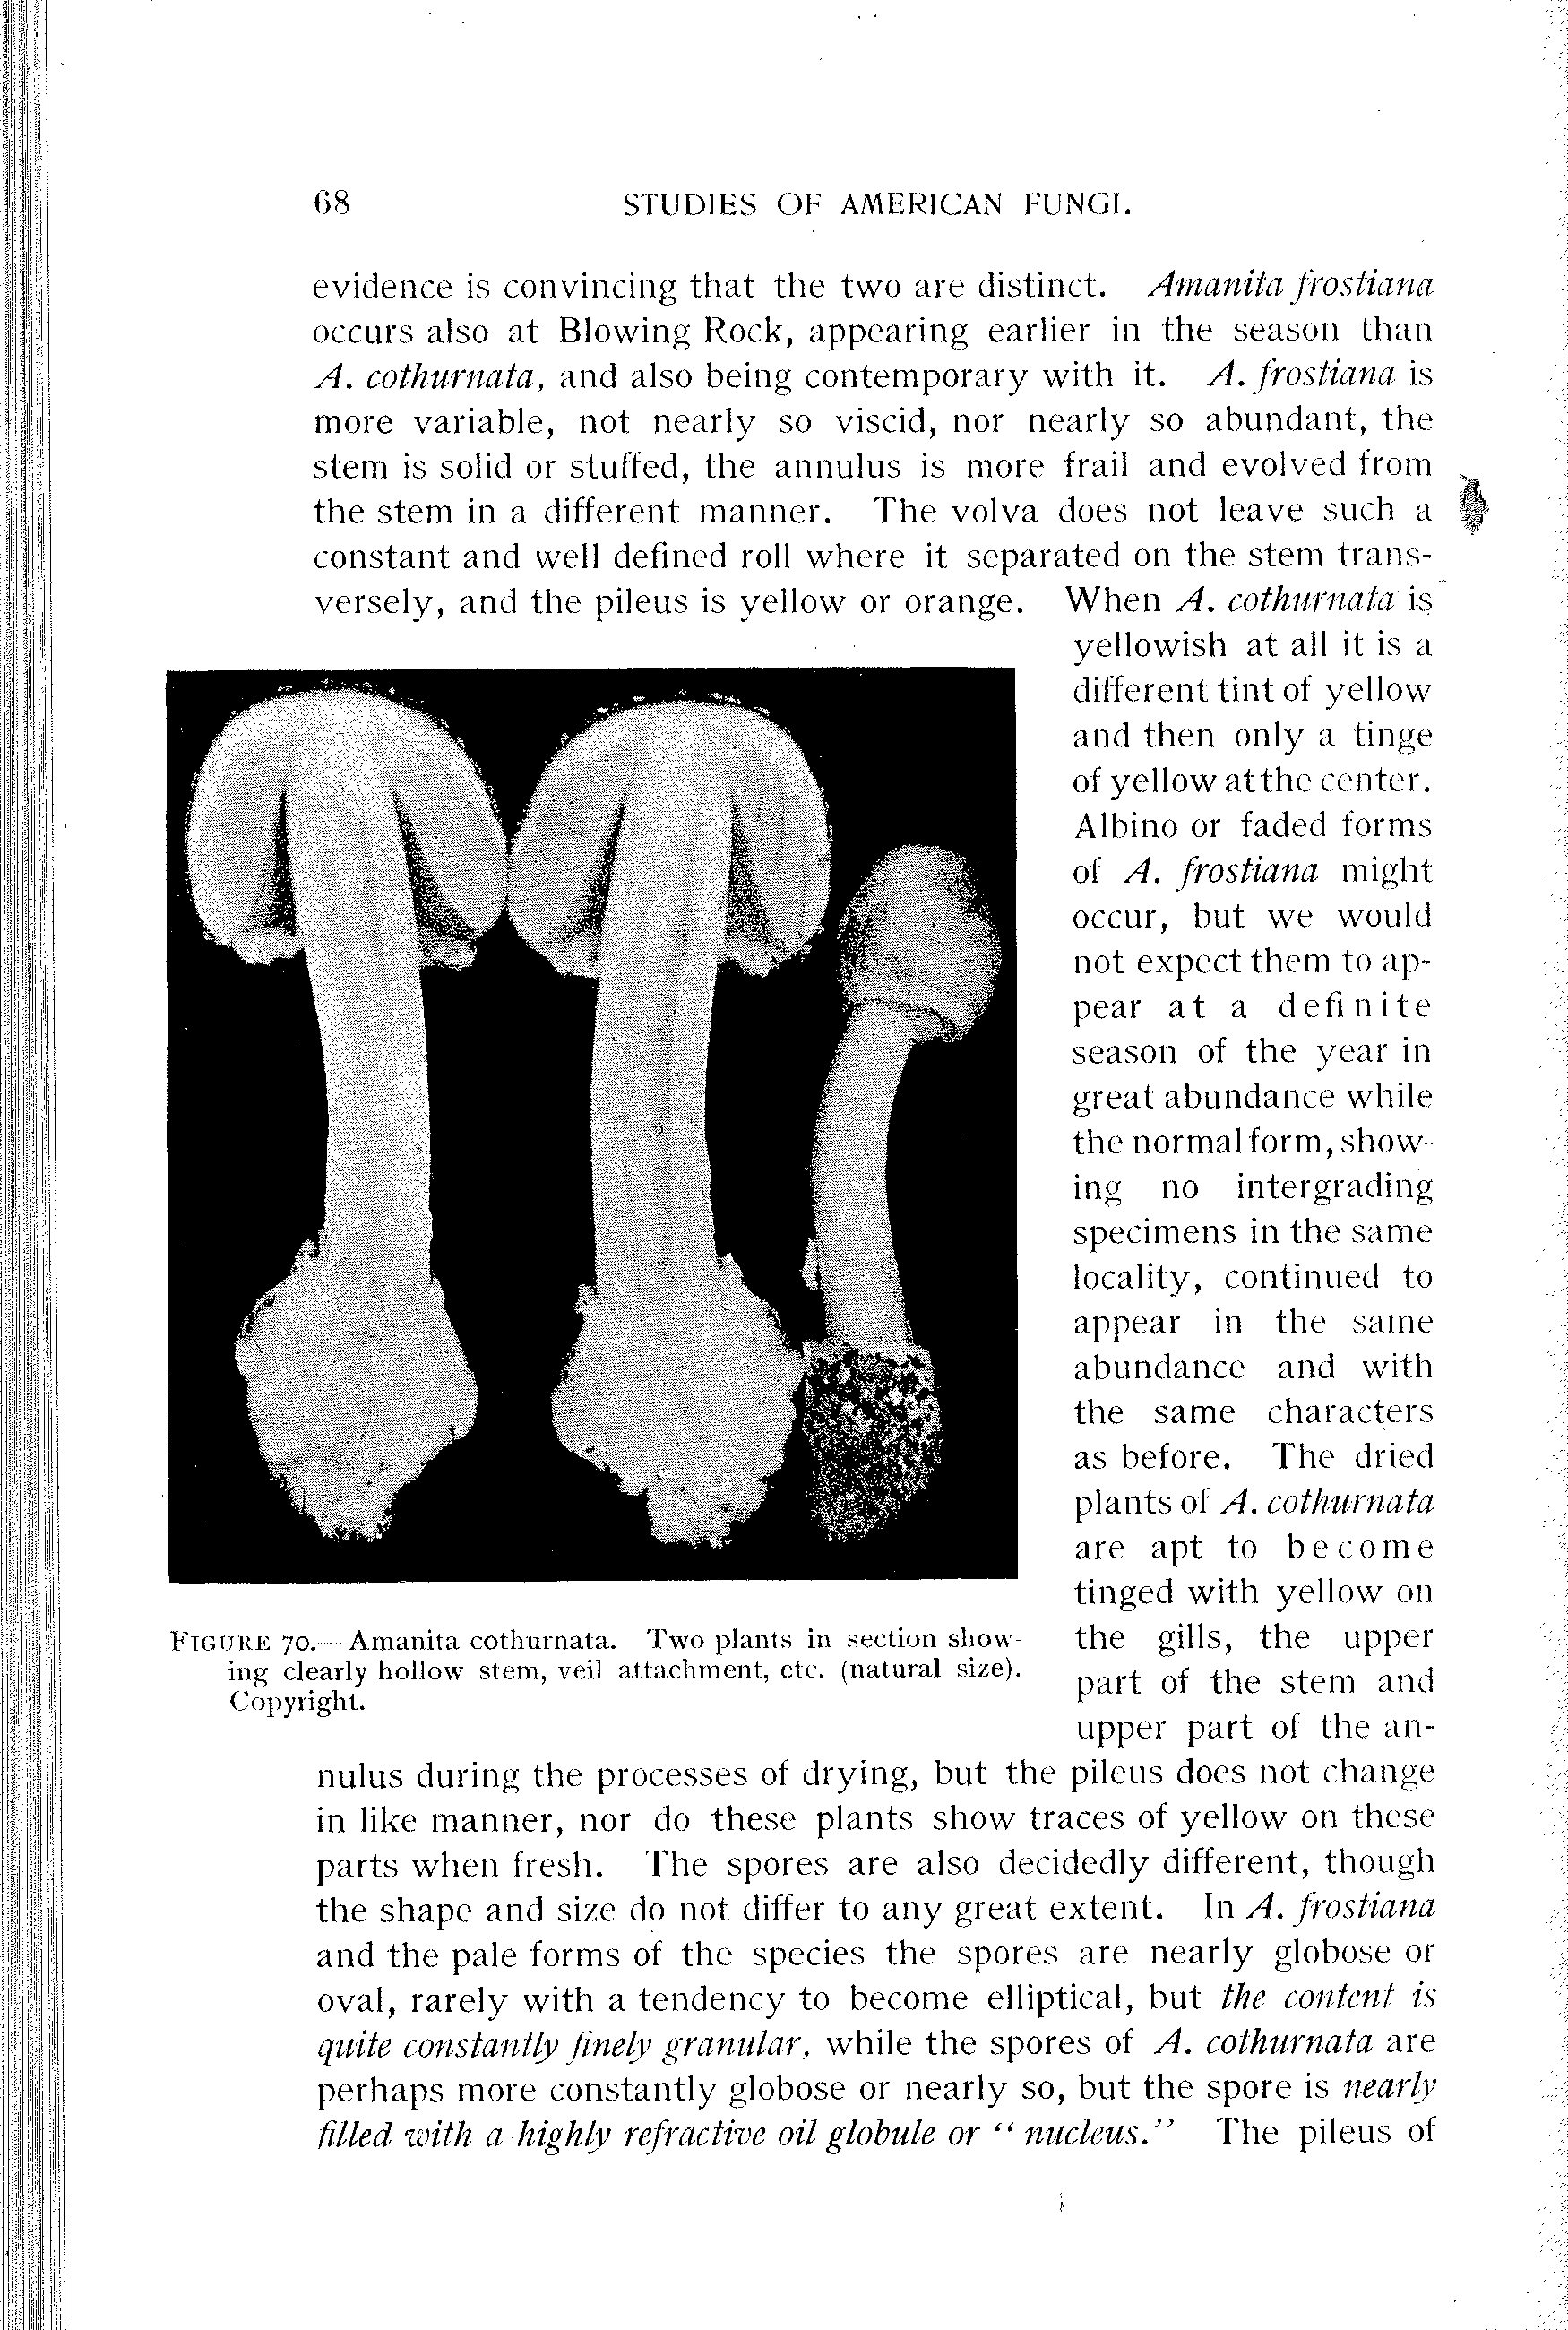 68 STUDIES OF AMERICAN FUNGI.
evidence is convincing that the two are distinct. Amanita frostiana
occurs also at Blowing Rock, appearing earlier in the season than
A. cothurnata, and also being contemporary with it. A. frostiana is
more variable, not nearly so viscid, nor nearly so abundant, the
stem is solid or stuffed, the annulus is more frail and evolved from
the stem in a different manner. The volva does not leave such a
constant and well defined roll where it separated on the stem trans-
versely, and the pileus is yellow or orange. When A. cothurnata is
yellowish at all it is a
different tint of yellow
and then only a tinge
of yellow at the center.
Albino or faded forms
of A. frostiana might
occur, but we would
not expect them to ap-
pear at a definite
season of the year in
great abundance while
the normal form, show-
ing no intergrading
specimens in the same
locality, continued to
appear in the same
abundance and with
the same characters
as before. The dried
plants of A. cothurnata
are apt to become
tinged with yellow on
the gills, the upper
part of the stem and
upper part of the an-
FIGURE 70.—Amanita cothurnata. Two plants in section show-
ing clearly hollow stem, veil attachment, etc. (natural size).
Copyright.
nulus during the processes of drying, but the pileus does not change
in like manner, nor do these plants show traces of yellow on these
parts when fresh. The spores are also decidedly different, though
the shape and size do not differ to any great extent. In A. frostiana
and the pale forms of the species the spores are nearly globose or
oval, rarely with a tendency to become elliptical, but the content is
quite constantly finely granular, while the spores of A. cothurnata are
perhaps more constantly globose or nearly so, but the spore is nearly
filled with a highly refractive oil globule or "nucleus." The pileus of